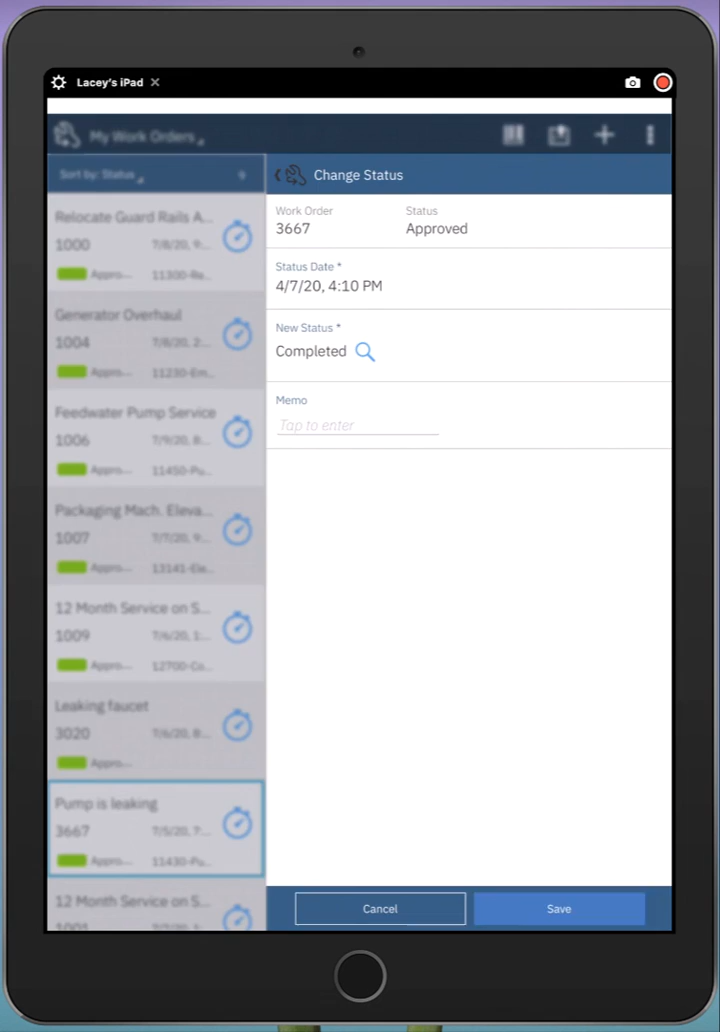 Lacey's iPad ×
My Work Orders
Sort by: Status
Change Status
Relocate Guard Rails A...
1000 7/8/20, 9:...
Appro... 11300-Re...
Generator Overhaul
1004 7/8/20, 2:...
Appro... 11230-Em...
Feedwater Pump Service
1006 7/9/20, 8:...
Appro... 11450-Pu...
Packaging Mach. Eleva...
1007 7/7/20, 9:...
Appro... 13141-Ele...
12 Month Service on S...
1009 7/6/20, 1:...
Appro... 12700-Co...
Leaking faucet
3020 7/6/20, 8:...
Appro...
Pump is leaking
3667 7/5/20, 7:...
Appro... 11430-Pu...
12 Month Service on S...
1001
Work Order Status
3667 Approved
Status Date *
4/7/20, 4:10 PM
New Status *
Completed
Memo
Tap to enter
Cancel Save